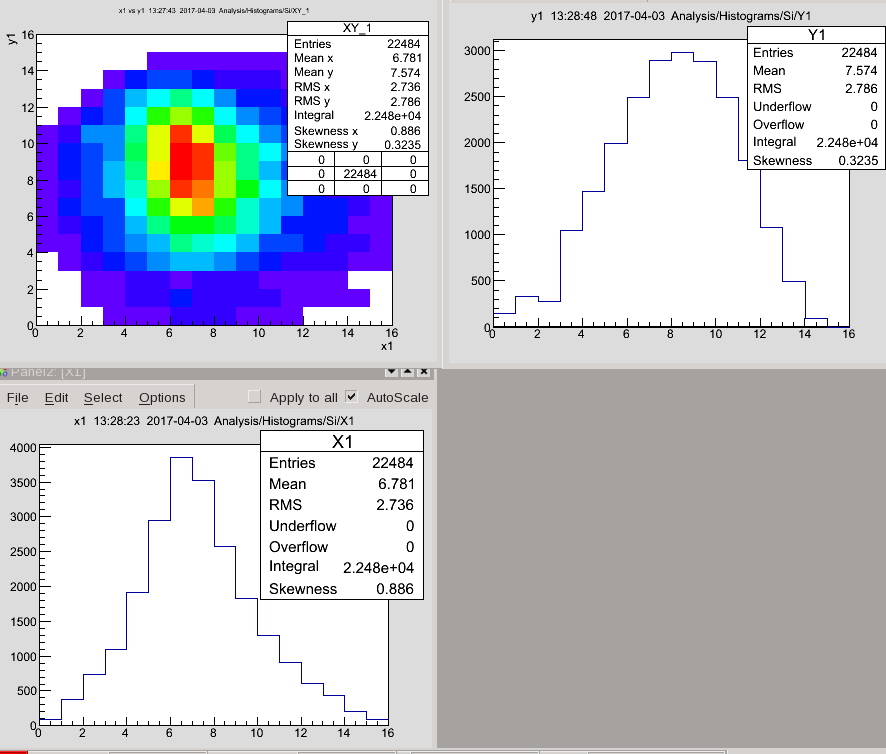 x1 vs y1 13:27:43 2017-04-03 Analysis/Histograms/Si/XY_1
y1
16
14
12
10
8
6
4
2
0
0 2 4 6 8 10 12 14 16
x1
XY_1
Entries 22484
Mean x 6.781
Mean y 7.574
RMS x 2.736
RMS y 2.786
Integral 2.248e+04
Skewness x 0.886
Skewness y 0.3235
0 0 0
0 22484 0
0 0 0
y1 13:28:48 2017-04-03 Analysis/Histograms/Si/Y1
3000
2500
2000
1500
1000
500
0
0 2 4 6 8 10 12 14 16
Y1
Entries 22484
Mean 7.574
RMS 2.786
Underflow 0
Overflow 0
Integral 2.248e+04
Skewness 0.3235
Panel2: [X1]
File Edit Select Options Apply to all AutoScale
x1 13:28:23 2017-04-03 Analysis/Histograms/Si/X1
4000
3500
3000
2500
2000
1500
1000
500
0
0 2 4 6 8 10 12 14 16
X1
Entries 22484
Mean 6.781
RMS 2.736
Underflow 0
Overflow 0
Integral 2.248e+04
Skewness 0.886